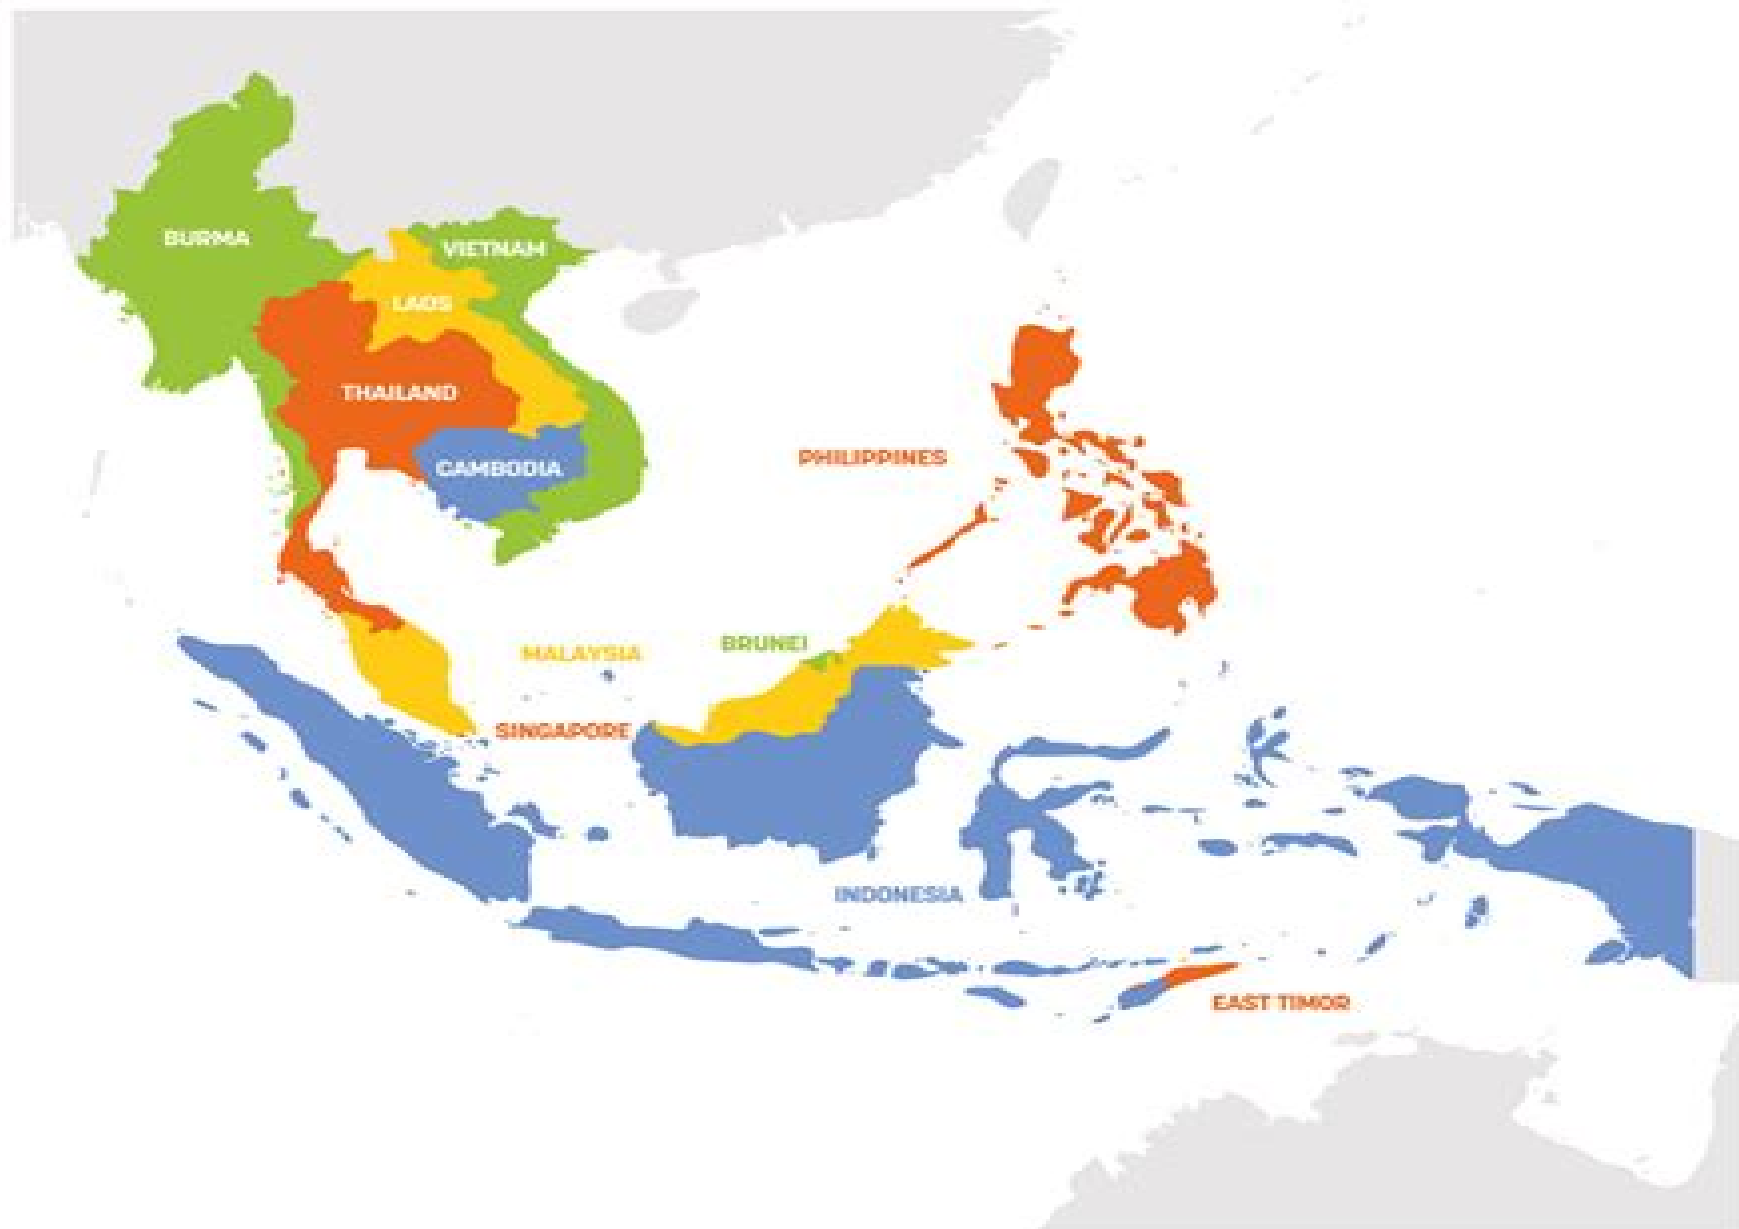 BURMA
VIETNAM
LAOS
THAILAND
CAMBODIA
PHILIPPINES
MALAYSIA
BRUNEI
SINGAPORE
INDONESIA
EAST TIMOR